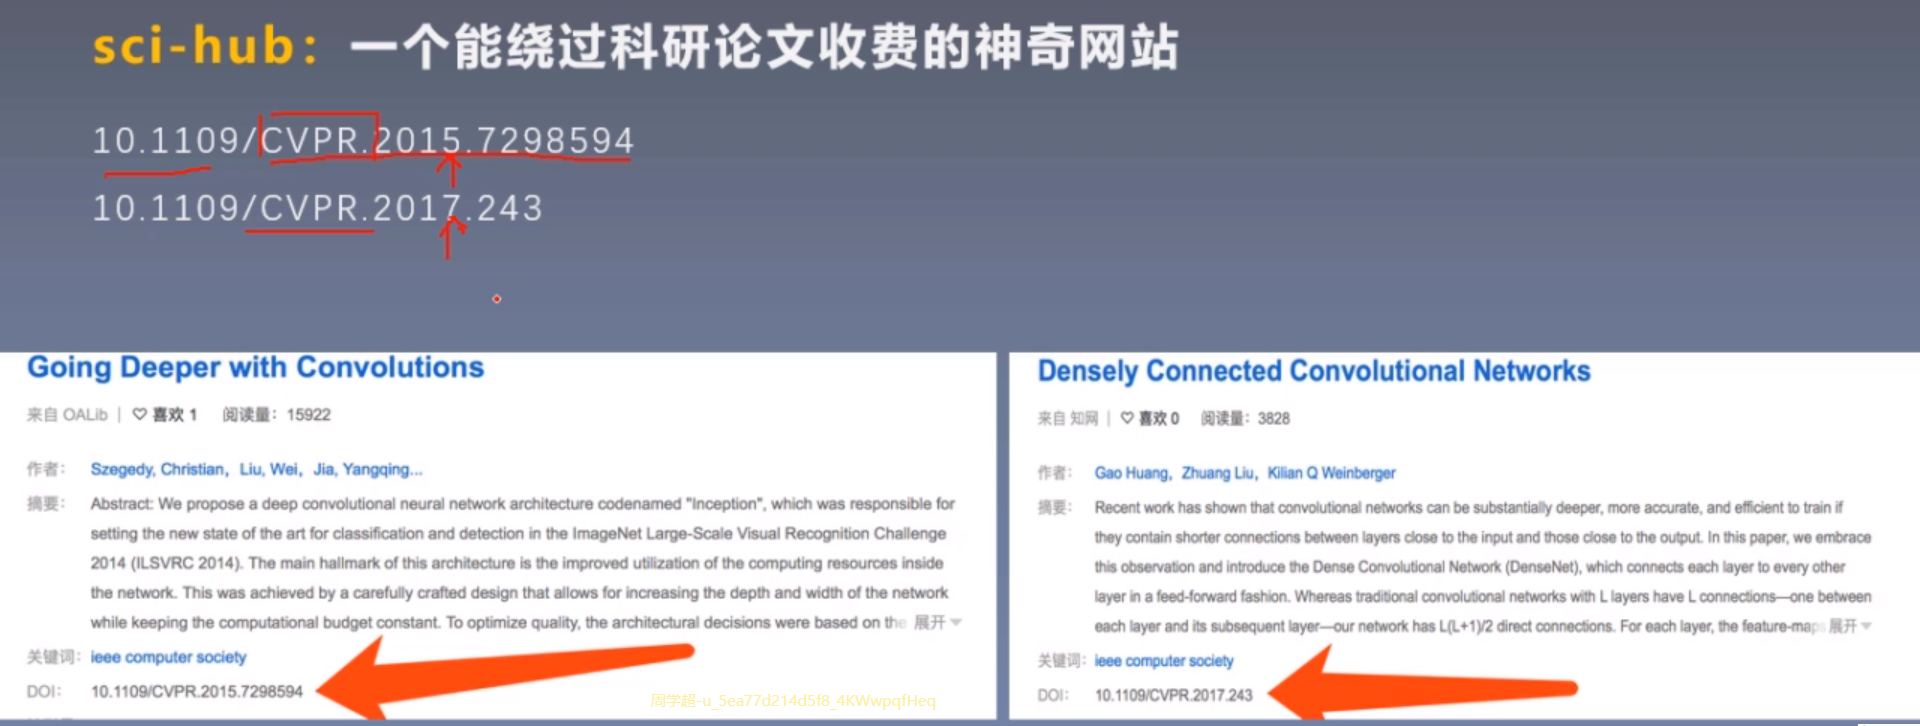 sci-hub：一个能绕过科研论文收费的神奇网站
10.1109/CVPR.2015.7298594
10.1109/CVPR.2017.243
Going Deeper with Convolutions
来自 OALib | ♡ 喜欢 1 阅读量：15922
作者： Szegedy, Christian，Liu, Wei，Jia, Yangqing...
摘要： Abstract: We propose a deep convolutional neural network architecture codenamed "Inception", which was responsible for
setting the new state of the art for classification and detection in the ImageNet Large-Scale Visual Recognition Challenge
2014 (ILSVRC 2014). The main hallmark of this architecture is the improved utilization of the computing resources inside
the network. This was achieved by a carefully crafted design that allows for increasing the depth and width of the network
while keeping the computational budget constant. To optimize quality, the architectural decisions were based on the 展开
关键词： ieee computer society
DOI： 10.1109/CVPR.2015.7298594
Densely Connected Convolutional Networks
来自 知网 | ♡ 喜欢 0 阅读量：3828
作者： Gao Huang，Zhuang Liu，Kilian Q Weinberger
摘要： Recent work has shown that convolutional networks can be substantially deeper, more accurate, and efficient to train if
they contain shorter connections between layers close to the input and those close to the output. In this paper, we embrace
this observation and introduce the Dense Convolutional Network (DenseNet), which connects each layer to every other
layer in a feed-forward fashion. Whereas traditional convolutional networks with L layers have L connections—one between
each layer and its subsequent layer—our network has L(L+1)/2 direct connections. For each layer, the feature-maps 展开
关键词： ieee computer society
DOI： 10.1109/CVPR.2017.243
周学超-u_5ea77d214d5f8_4KWwpqfHeq